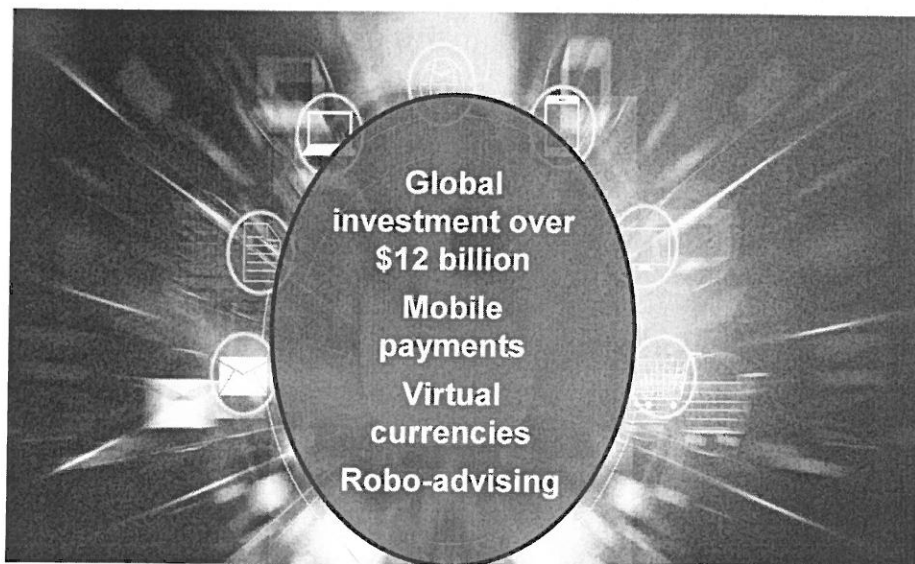 Global
investment over
$12 billion
Mobile
payments
Virtual
currencies
Robo-advising